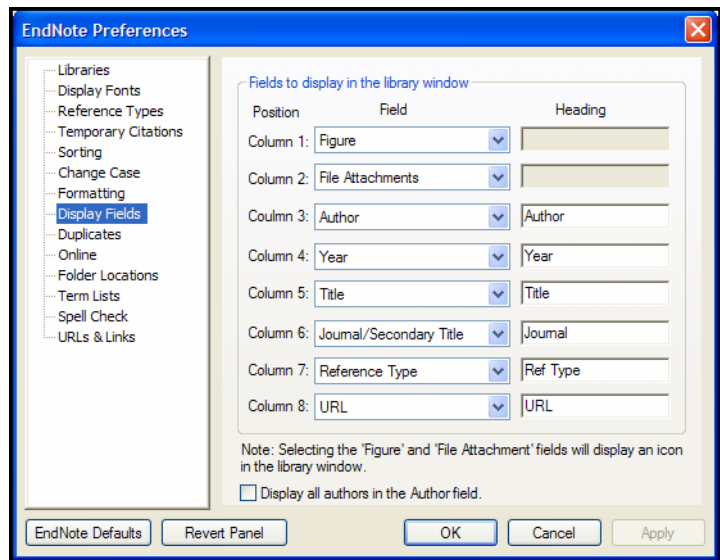 EndNote Preferences
Libraries
Display Fonts
Reference Types
Temporary Citations
Sorting
Change Case
Formatting
Display Fields
Duplicates
Online
Folder Locations
Term Lists
Spell Check
URLs & Links
Fields to display in the library window
Position Field Heading
Column 1: Figure
Column 2: File Attachments
Coulmn 3: Author Author
Column 4: Year Year
Column 5: Title Title
Column 6: Journal/Secondary Title Journal
Column 7: Reference Type Ref Type
Column 8: URL URL
Note: Selecting the 'Figure' and 'File Attachment' fields will display an icon
in the library window.
Display all authors in the Author field.
EndNote Defaults Revert Panel OK Cancel Apply